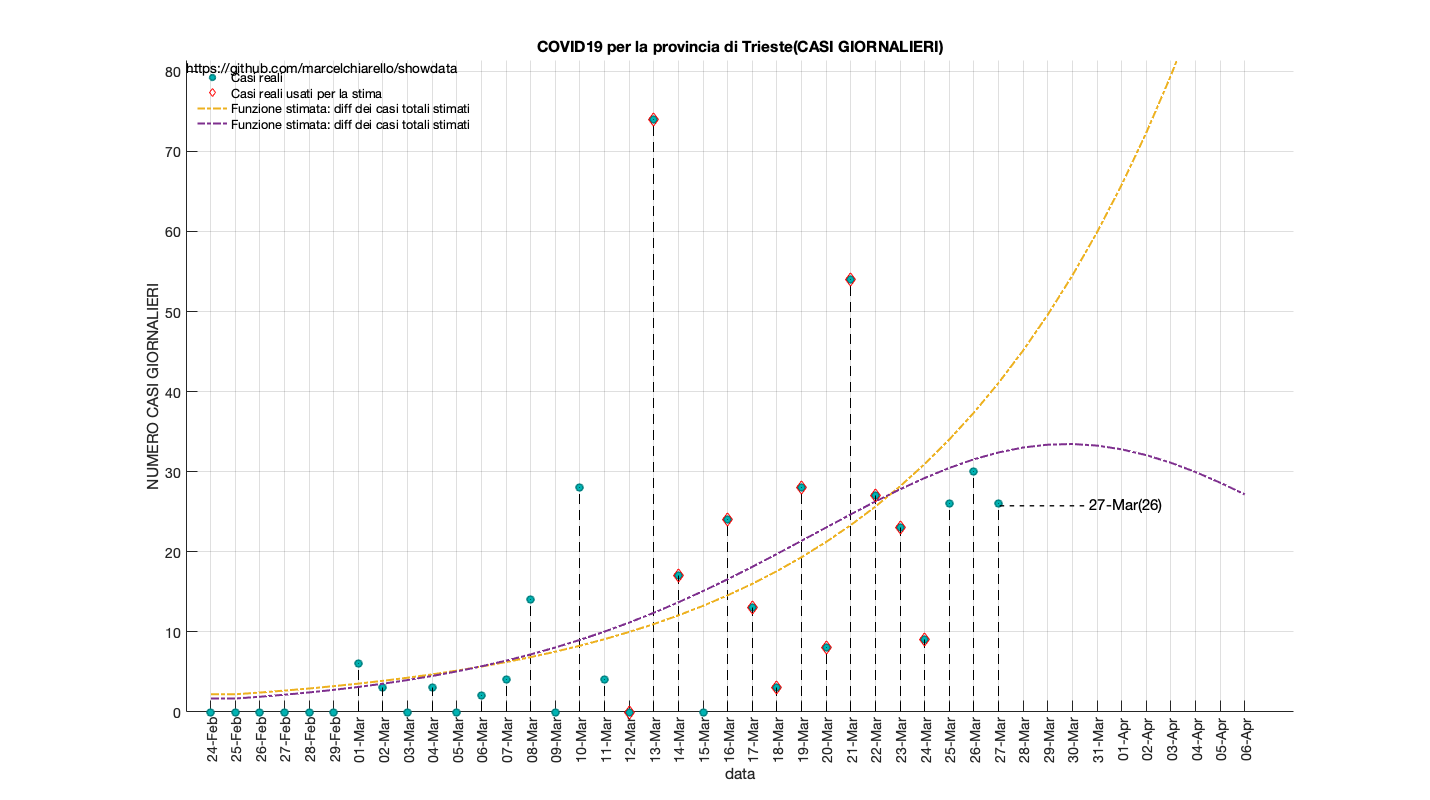 COVID19 per la provincia di Trieste(CASI GIORNALIERI)
https://github.com/marcelchiarello/showdata
Casi reali
Casi reali usati per la stima
Funzione stimata: diff dei casi totali stimati
Funzione stimata: diff dei casi totali stimati
NUMERO CASI GIORNALIERI
80
70
60
50
40
30
20
10
0
27-Mar(26)
24-Feb
25-Feb
26-Feb
27-Feb
28-Feb
29-Feb
01-Mar
02-Mar
03-Mar
04-Mar
05-Mar
06-Mar
07-Mar
08-Mar
09-Mar
10-Mar
11-Mar
12-Mar
13-Mar
14-Mar
15-Mar
16-Mar
17-Mar
18-Mar
19-Mar
20-Mar
21-Mar
22-Mar
23-Mar
24-Mar
25-Mar
26-Mar
27-Mar
28-Mar
29-Mar
30-Mar
31-Mar
01-Apr
02-Apr
03-Apr
04-Apr
05-Apr
06-Apr
data